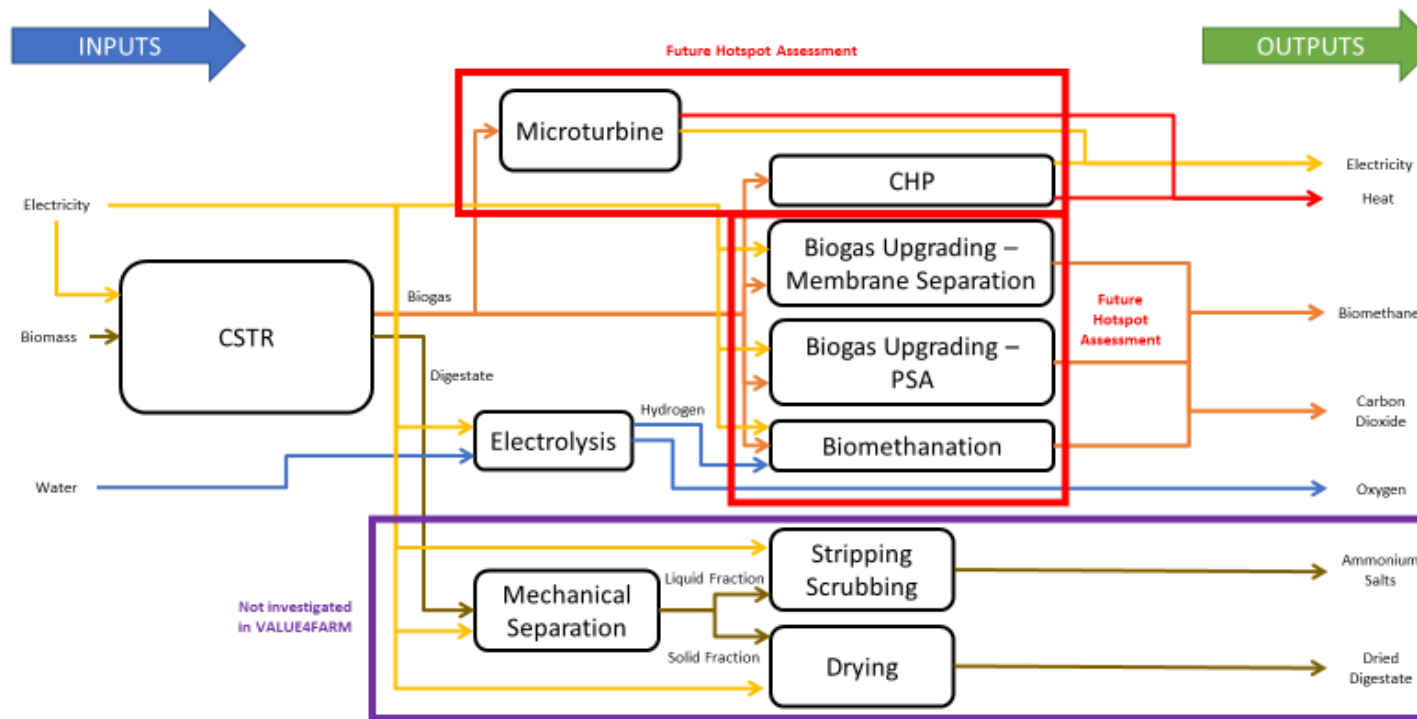 INPUTS
Future Hotspot Assessment
OUTPUTS
Microturbine
CHP
Electricity
Heat
Electricity
Biogas Upgrading –
Membrane Separation
Biogas
CSTR
Biomass
Future
Hotspot
Assessment
Biomethane
Biogas Upgrading –
PSA
Digestate
Hydrogen
Carbon
Dioxide
Electrolysis
Biomethanation
Water
Oxygen
Stripping
Scrubbing
Ammonium
Salts
Liquid Fraction
Mechanical
Separation
Not investigated
in VALUE4FARM
Solid Fraction
Drying
Dried
Digestate